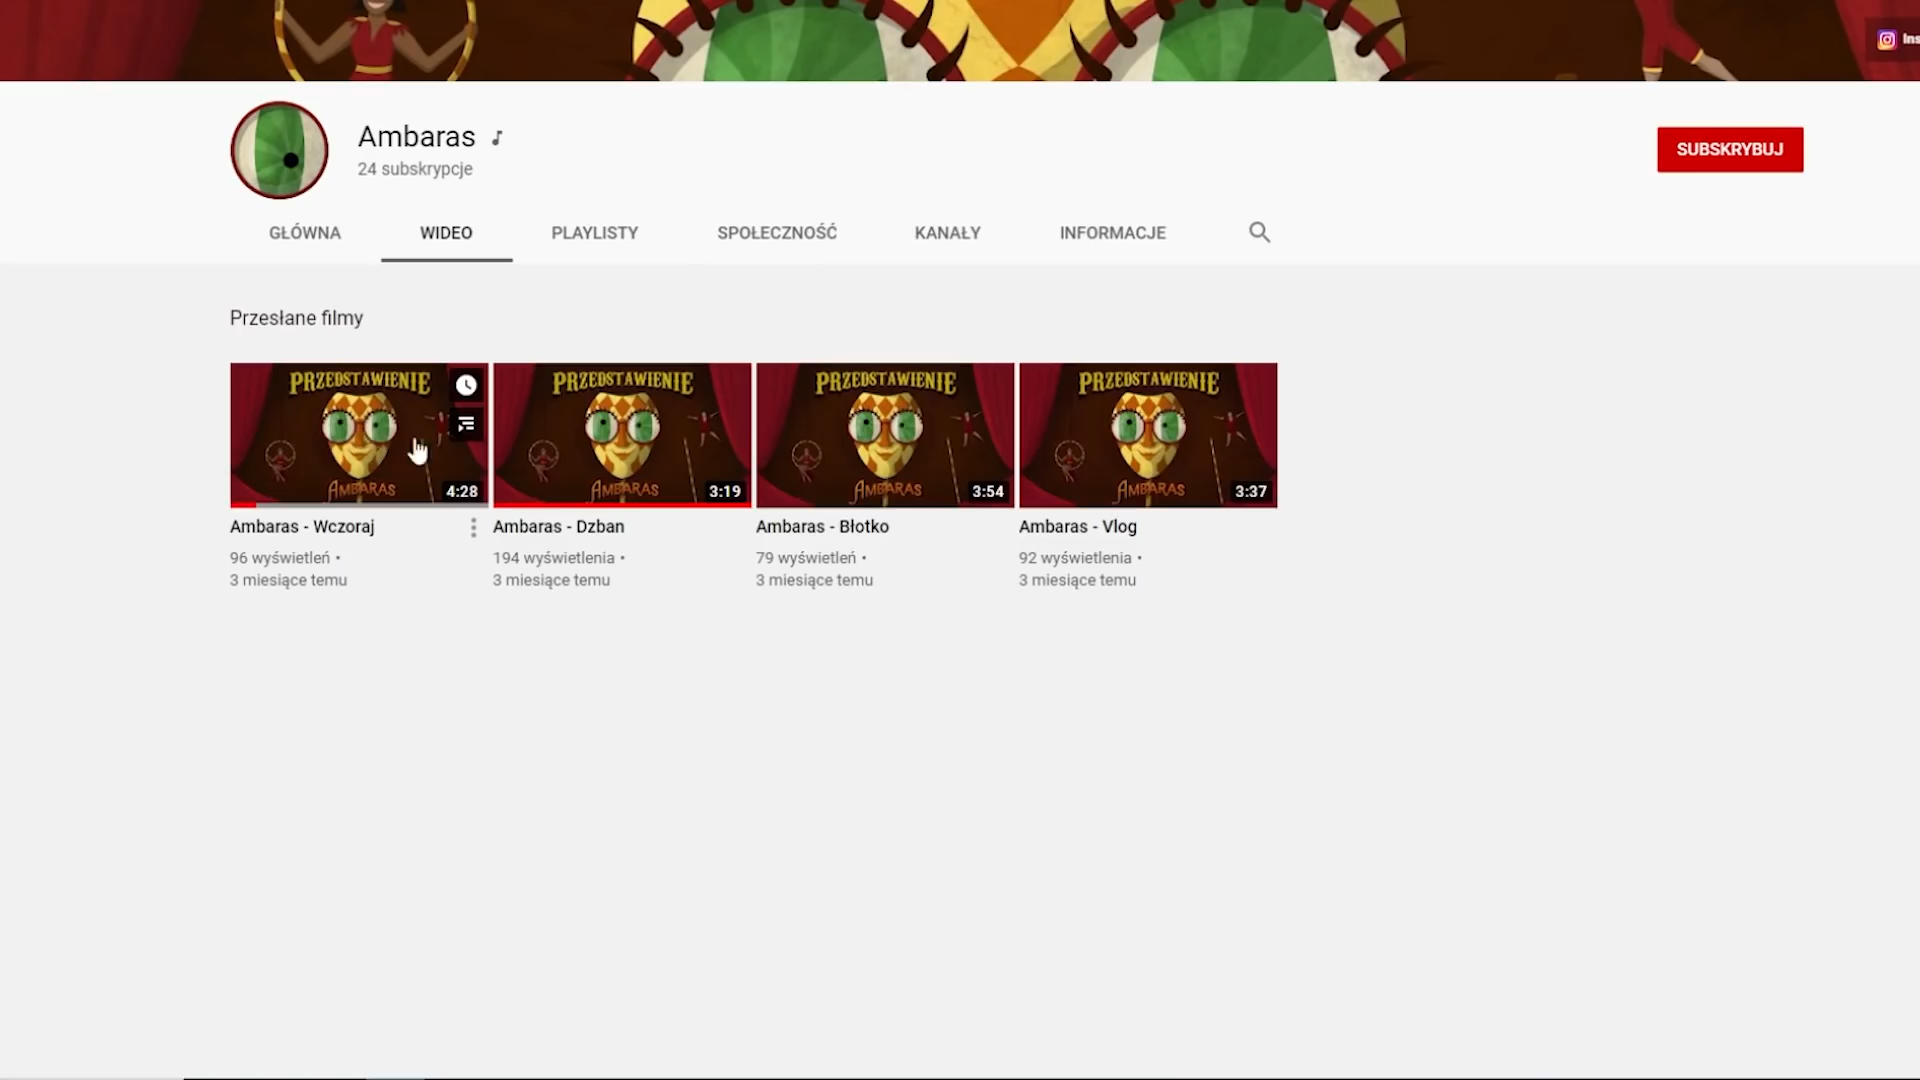 Ins
Ambaras
24 subskrypcje
SUBSKRYBUJ
GŁÓWNA
WIDEO
PLAYLISTY
SPOŁECZNOŚĆ
KANAŁY
INFORMACJE
Przesłane filmy
PRZEDSTAWIENIE
AMBARAS
4:28
PRZEDSTAWIENIE
AMBARAS
3:19
PRZEDSTAWIENIE
AMBARAS
3:54
PRZEDSTAWIENIE
AMBARAS
3:37
Ambaras - Wczoraj
96 wyświetleń •
3 miesiące temu
Ambaras - Dzban
194 wyświetlenia •
3 miesiące temu
Ambaras - Błotko
79 wyświetleń •
3 miesiące temu
Ambaras - Vlog
92 wyświetlenia •
3 miesiące temu